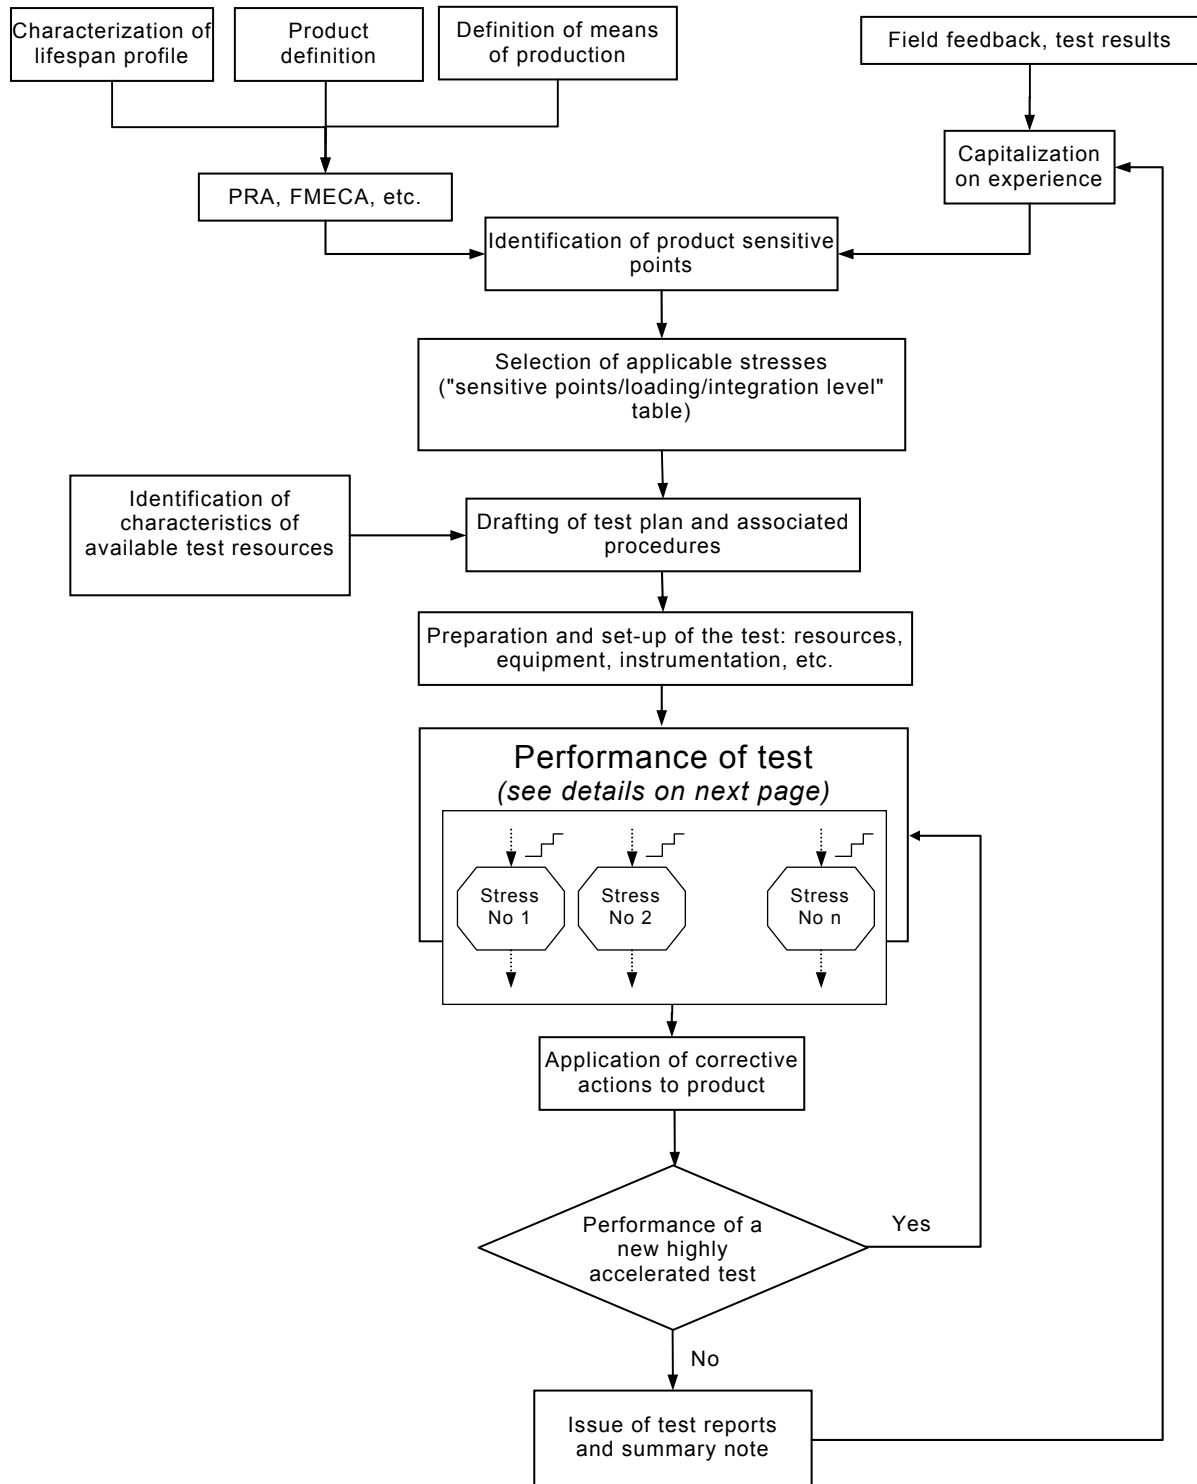 Characterization of
lifespan profile
Product
definition
Definition of means
of production
Field feedback, test results
Capitalization
on experience
PRA, FMECA, etc.
Identification of product sensitive
points
Selection of applicable stresses
("sensitive points/loading/integration level"
table)
Identification of
characteristics of
available test resources
Drafting of test plan and associated
procedures
Preparation and set-up of the test: resources,
equipment, instrumentation, etc.
Performance of test
(see details on next page)
Stress
No 1
Stress
No 2
Stress
No n
Application of corrective
actions to product
Performance of a
new highly
accelerated test
Yes
No
Issue of test reports
and summary note